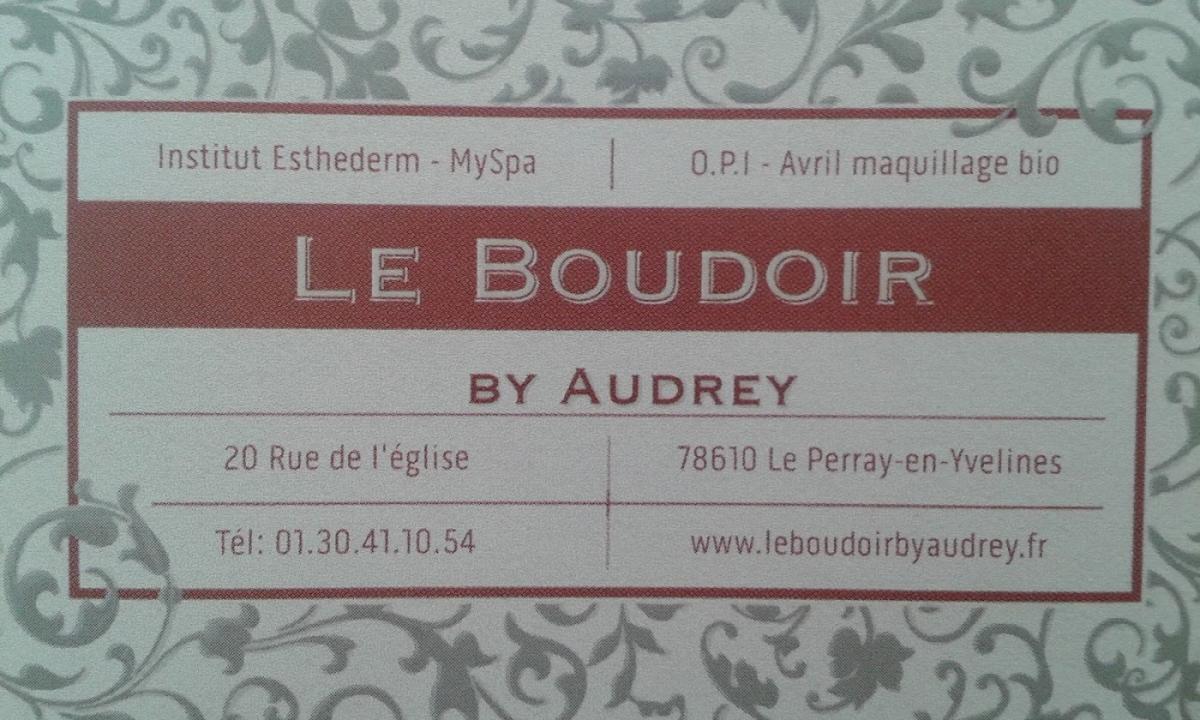 Institut Esthederm - MySpa
O.P.I - Avril maquillage bio
LE BOUDOIR
BY AUDREY
20 Rue de l'église
78610 Le Perray-en-Yvelines
Tél: 01.30.41.10.54
www.leboudoirbyaudrey.fr